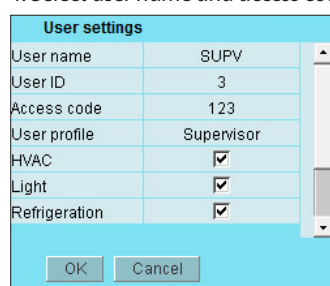 User settings
User name SUPV
User ID 3
Access code 123
User profile Supervisor
HVAC
Light
Refrigeration
OK Cancel